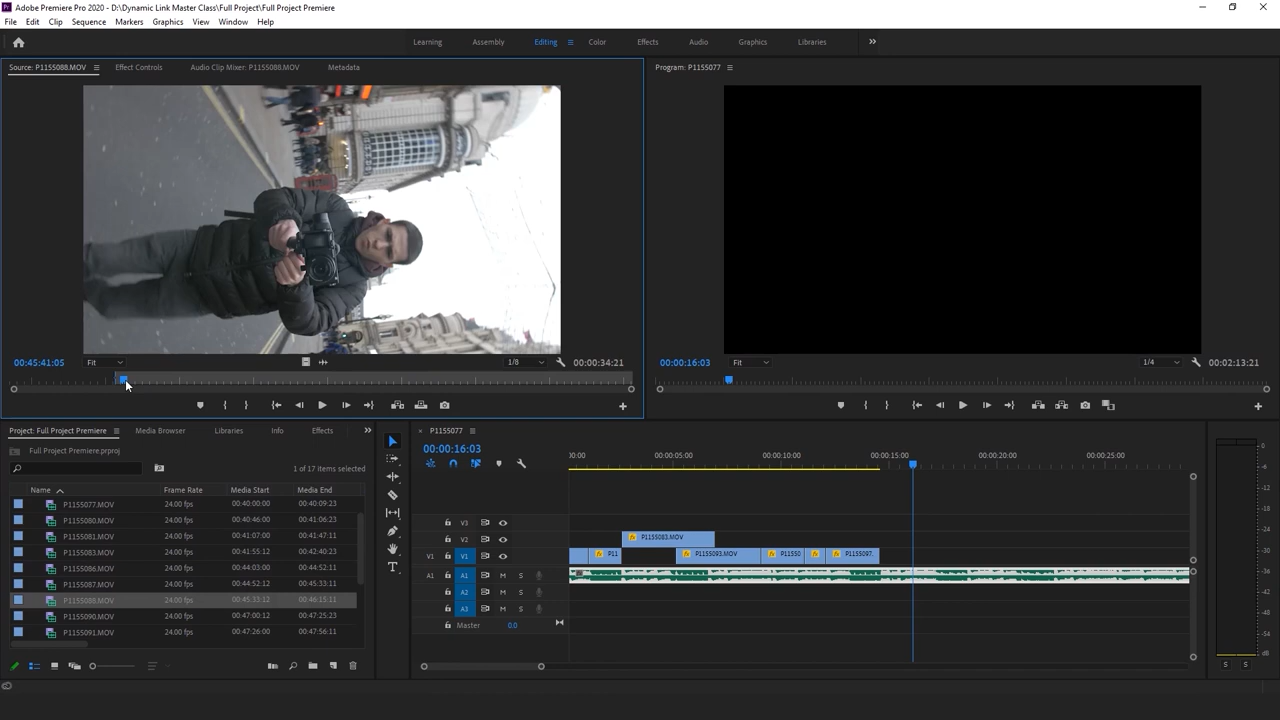 Adobe Premiere Pro 2020 - D:\Dynamic Link Master Class\Full Project\Full Project Premiere
File Edit Clip Sequence Markers Graphics View Window Help
Learning Assembly Editing Effects Color Audio Graphics Libraries
Source: P1155088.MOV Effect Controls Audio Clip Mixer: P1155088.MOV Metadata
Program: P1155077
00:45:41:05 Fit 1/8 00:00:34:21
00:00:16:03 Fit 1/4 00:02:13:21
Project: Full Project Premiere Media Browser Libraries Info Effects
Full Project Premiere.prproj
1 of 17 items selected
Name Frame Rate Media Start Media End
P1155077.MOV 24.00 fps 00:40:00:00 00:40:09:23
P1155080.MOV 24.00 fps 00:40:46:00 00:41:06:23
P1155081.MOV 24.00 fps 00:41:07:00 00:41:36:11
P1155083.MOV 24.00 fps 00:41:55:12 00:42:40:23
P1155086.MOV 24.00 fps 00:44:03:00 00:44:52:11
P1155087.MOV 24.00 fps 00:44:52:12 00:45:33:11
P1155088.MOV 24.00 fps 00:45:33:12 00:46:15:11
P1155090.MOV 24.00 fps 00:47:00:12 00:47:25:23
P1155091.MOV 24.00 fps 00:47:26:00 00:47:56:11
P1155077
00:00:16:03
:00:00 00:00:05:00 00:00:10:00 00:00:15:00 00:00:20:00 00:00:25:00
V3
V2
P1155083.MOV
V1 V1
P11 P1155093.MOV P11550 P1155097.
A1 A1 M S
A2 M S
A3 M S
Master 0.0
0
-6
-12
-18
-24
-30
-36
-42
-48
-54
dB
S S